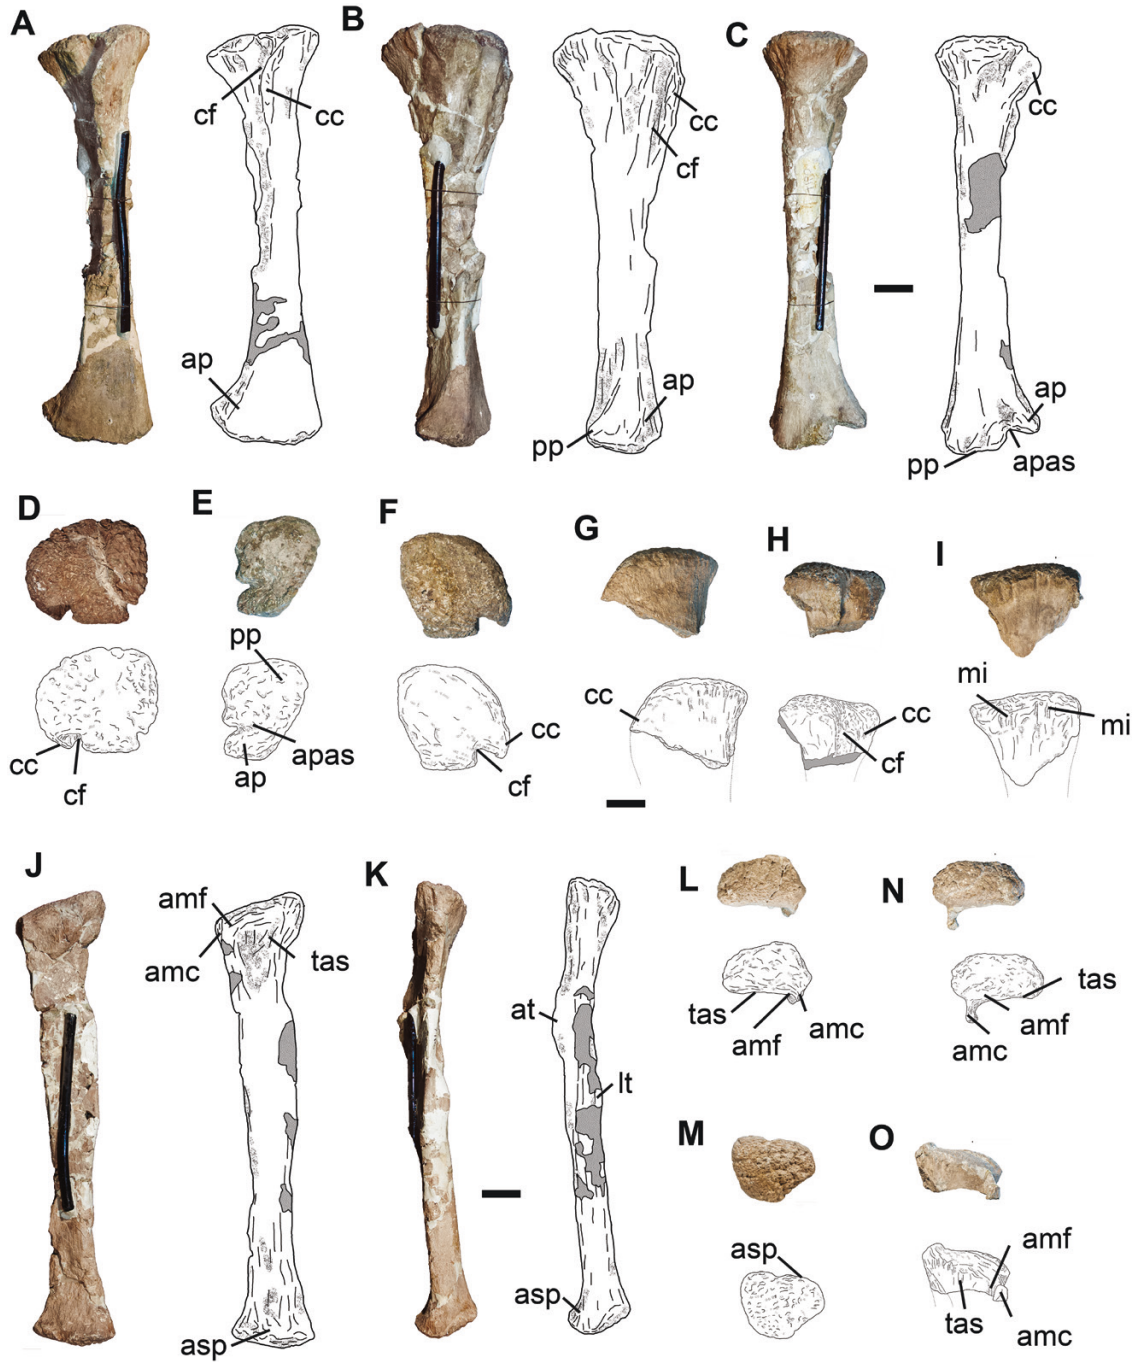 A
B
C
cf
cc
cc
cf
cc
ap
ap
ap
pp
pp
apas
D
E
F
G
H
I
pp
mi
cc
cc
cc
mi
cf
apas
cc
ap
cf
cf
J
K
L
N
amf
amc
tas
at
tas
tas
amf
amc
amf
amc
lt
M
O
asp
amf
asp
tas
amc
asp